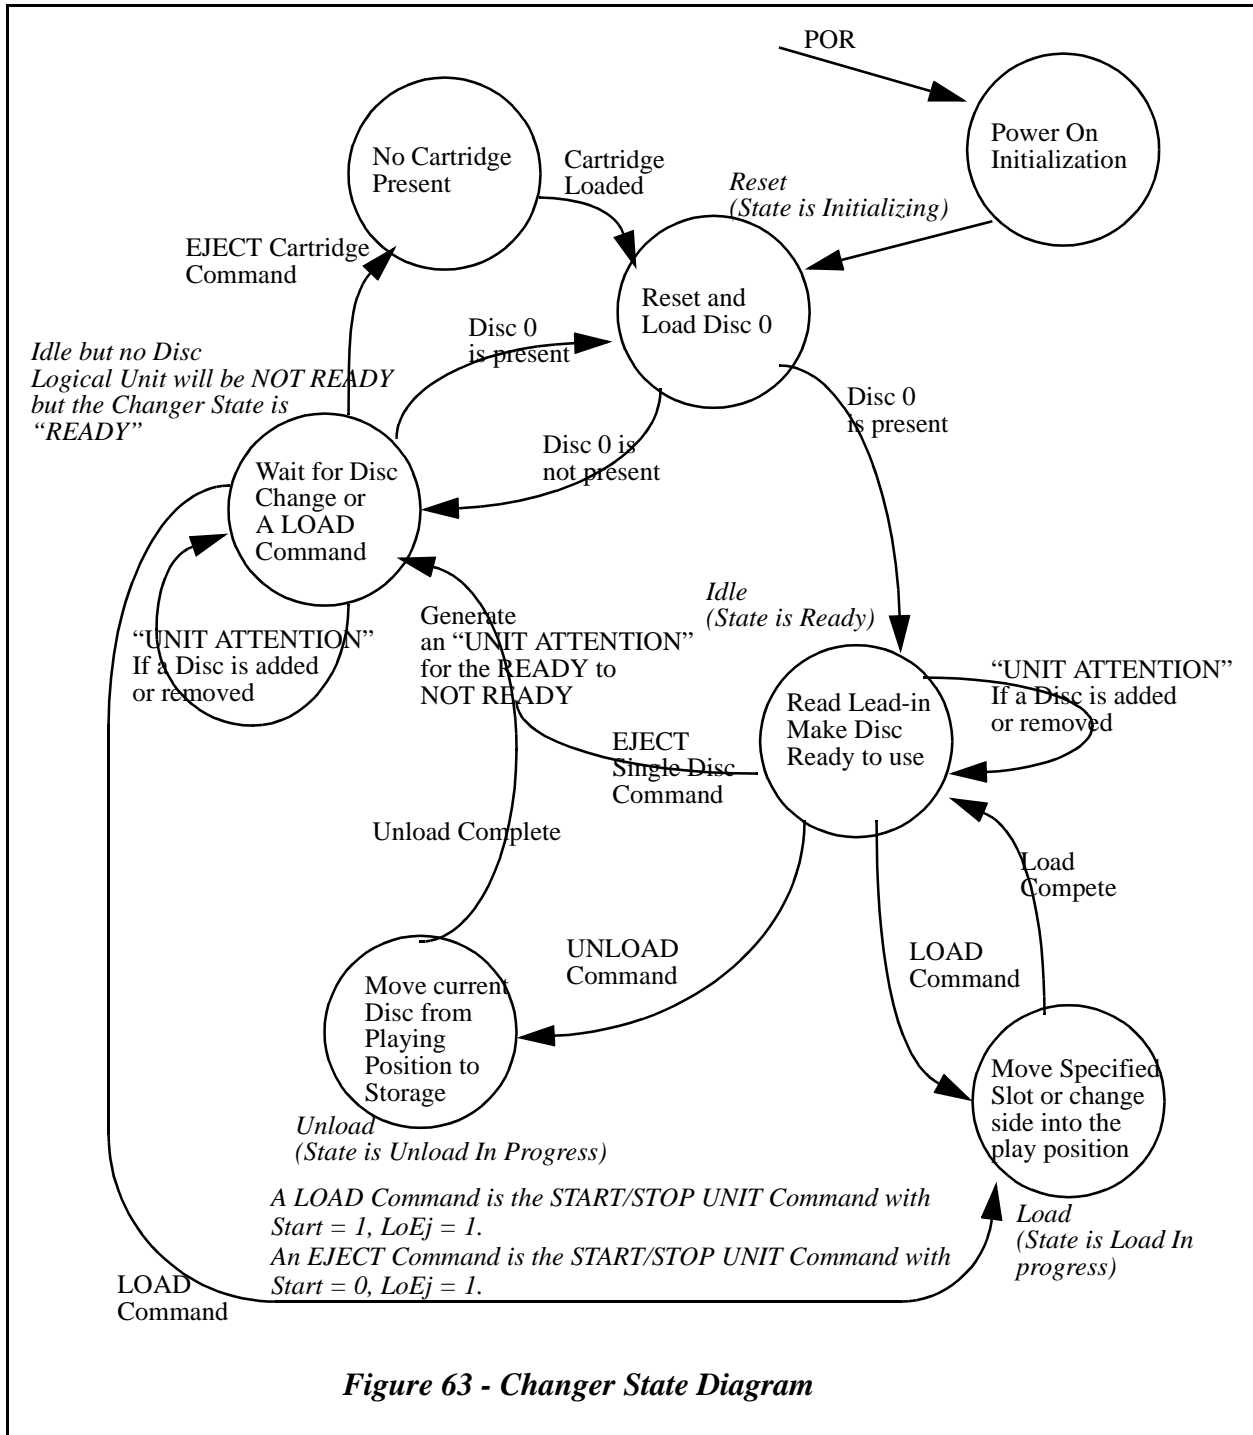 POR
Power On
Initialization
No Cartridge
Present
Cartridge
Loaded
Reset
(State is Initializing)
EJECT Cartridge
Command
Reset and
Load Disc 0
Disc 0
is present
Idle but no Disc
Logical Unit will be NOT READY
but the Changer State is
“READY”
Disc 0
is present
Disc 0 is
not present
Wait for Disc
Change or
A LOAD
Command
Idle
(State is Ready)
Generate
an “UNIT ATTENTION”
for the READY to
NOT READY
“UNIT ATTENTION”
If a Disc is added
or removed
“UNIT ATTENTION”
If a Disc is added
or removed
Read Lead-in
Make Disc
Ready to use
EJECT
Single Disc
Command
Unload Complete
Load
Compete
UNLOAD
Command
LOAD
Command
Move current
Disc from
Playing
Position to
Storage
Move Specified
Slot or change
side into the
play position
Unload
(State is Unload In Progress)
A LOAD Command is the START/STOP UNIT Command with
Start = 1, LoEj = 1.
An EJECT Command is the START/STOP UNIT Command with
Start = 0, LoEj = 1.
Load
(State is Load In
progress)
LOAD
Command
Figure 63 - Changer State Diagram